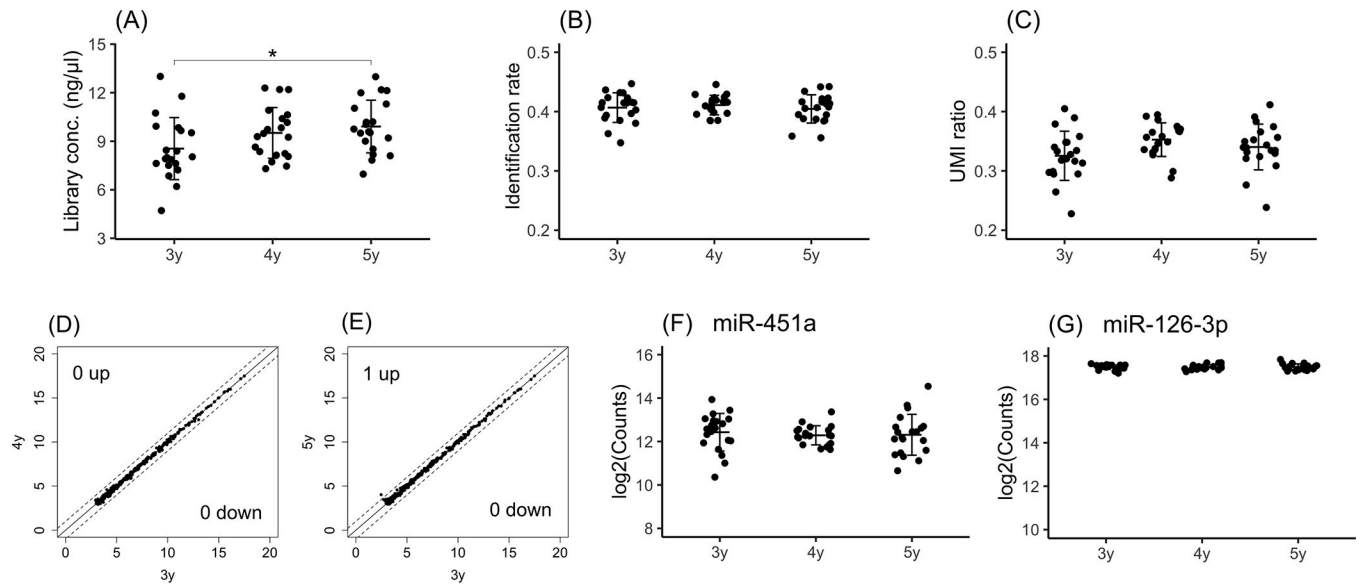 (A)
Library conc. (ng/μl)
15
12
9
6
3
*
3y
4y
5y
(B)
Identification rate
0.5
0.4
0.3
0.2
3y
4y
5y
(C)
UMI ratio
0.5
0.4
0.3
0.2
3y
4y
5y
(D)
4y
20
15
10
5
0
0 up
0 down
0
5
10
15
20
3y
(E)
5y
20
15
10
5
0
1 up
0 down
0
5
10
15
20
3y
(F) miR-451a
log2(Counts)
16
14
12
10
8
3y
4y
5y
(G) miR-126-3p
log2(Counts)
18
16
14
12
10
3y
4y
5y